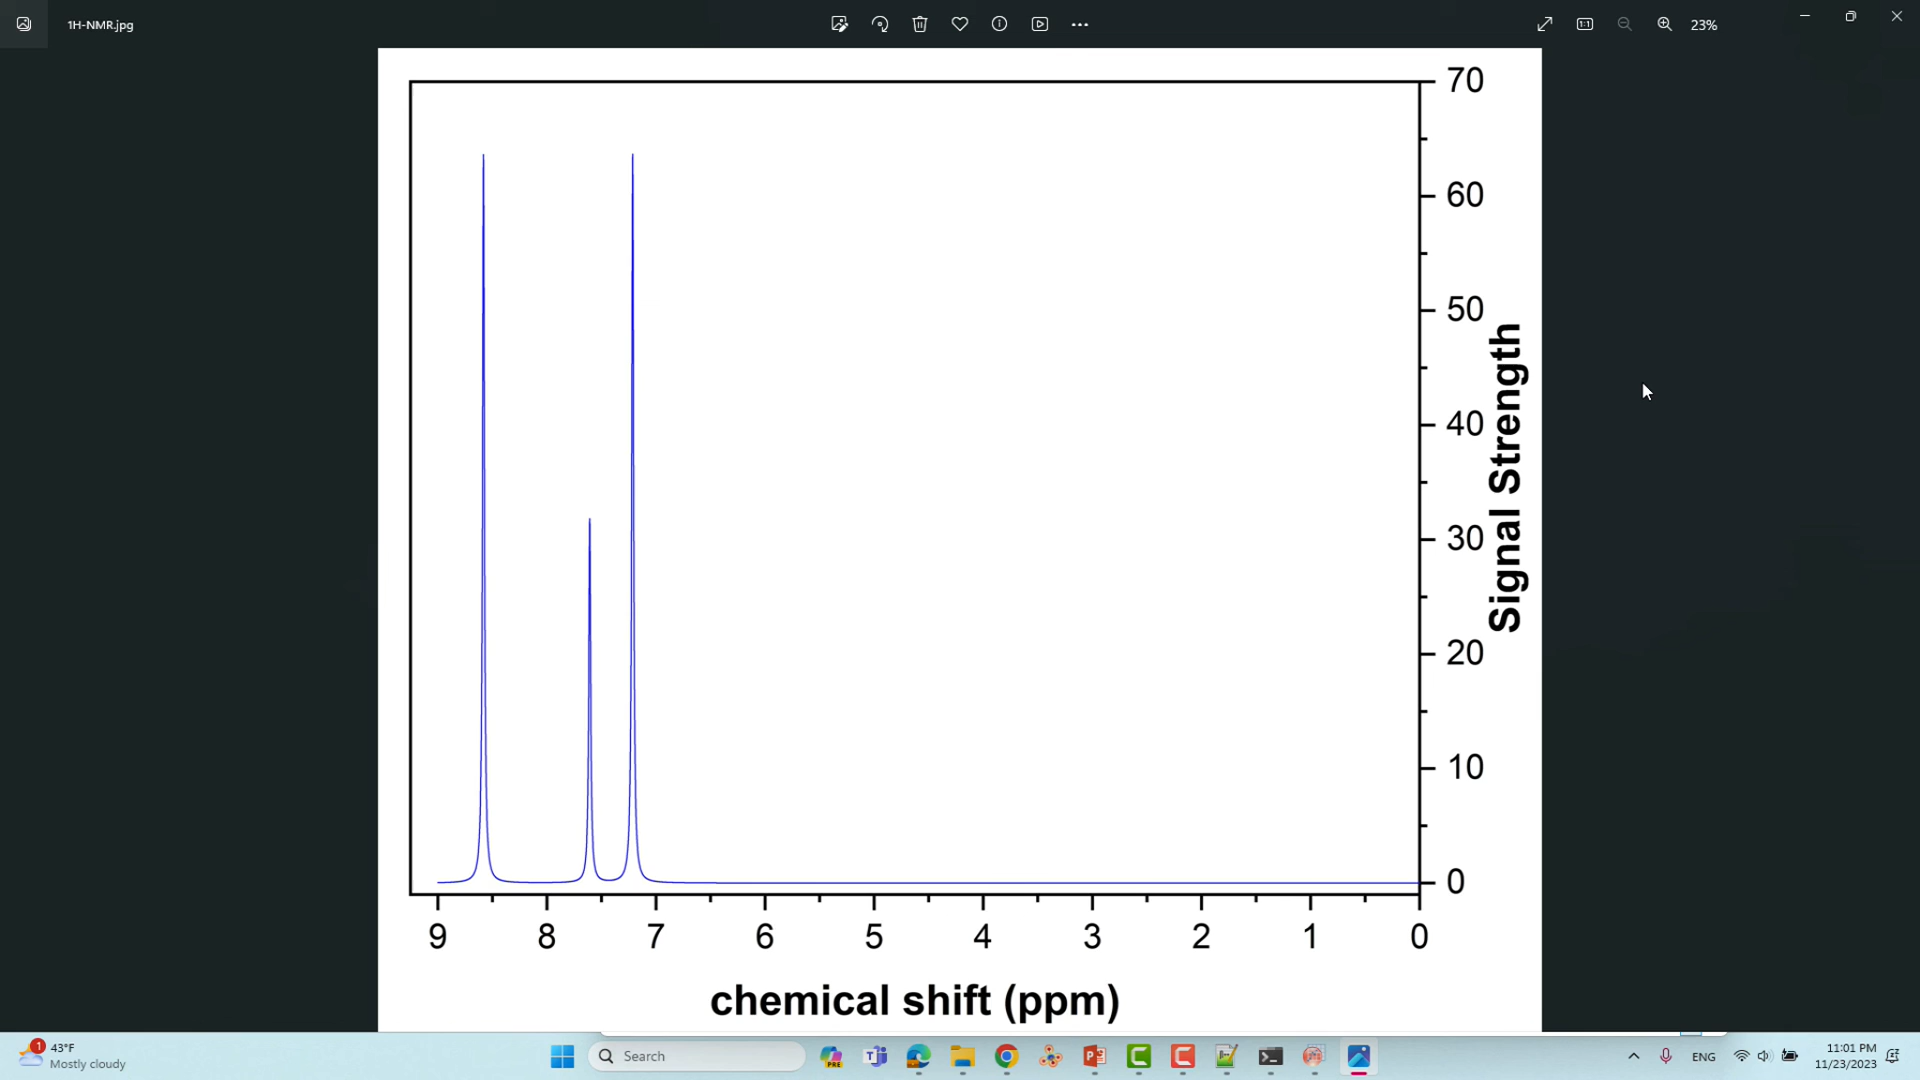 1H-NMR.jpg
23%
70
60
50
40
30
20
10
0
Signal Strength
9 8 7 6 5 4 3 2 1 0
chemical shift (ppm)
1
43°F
Mostly cloudy
Search
PRE
ENG
11:01 PM
11/23/2023